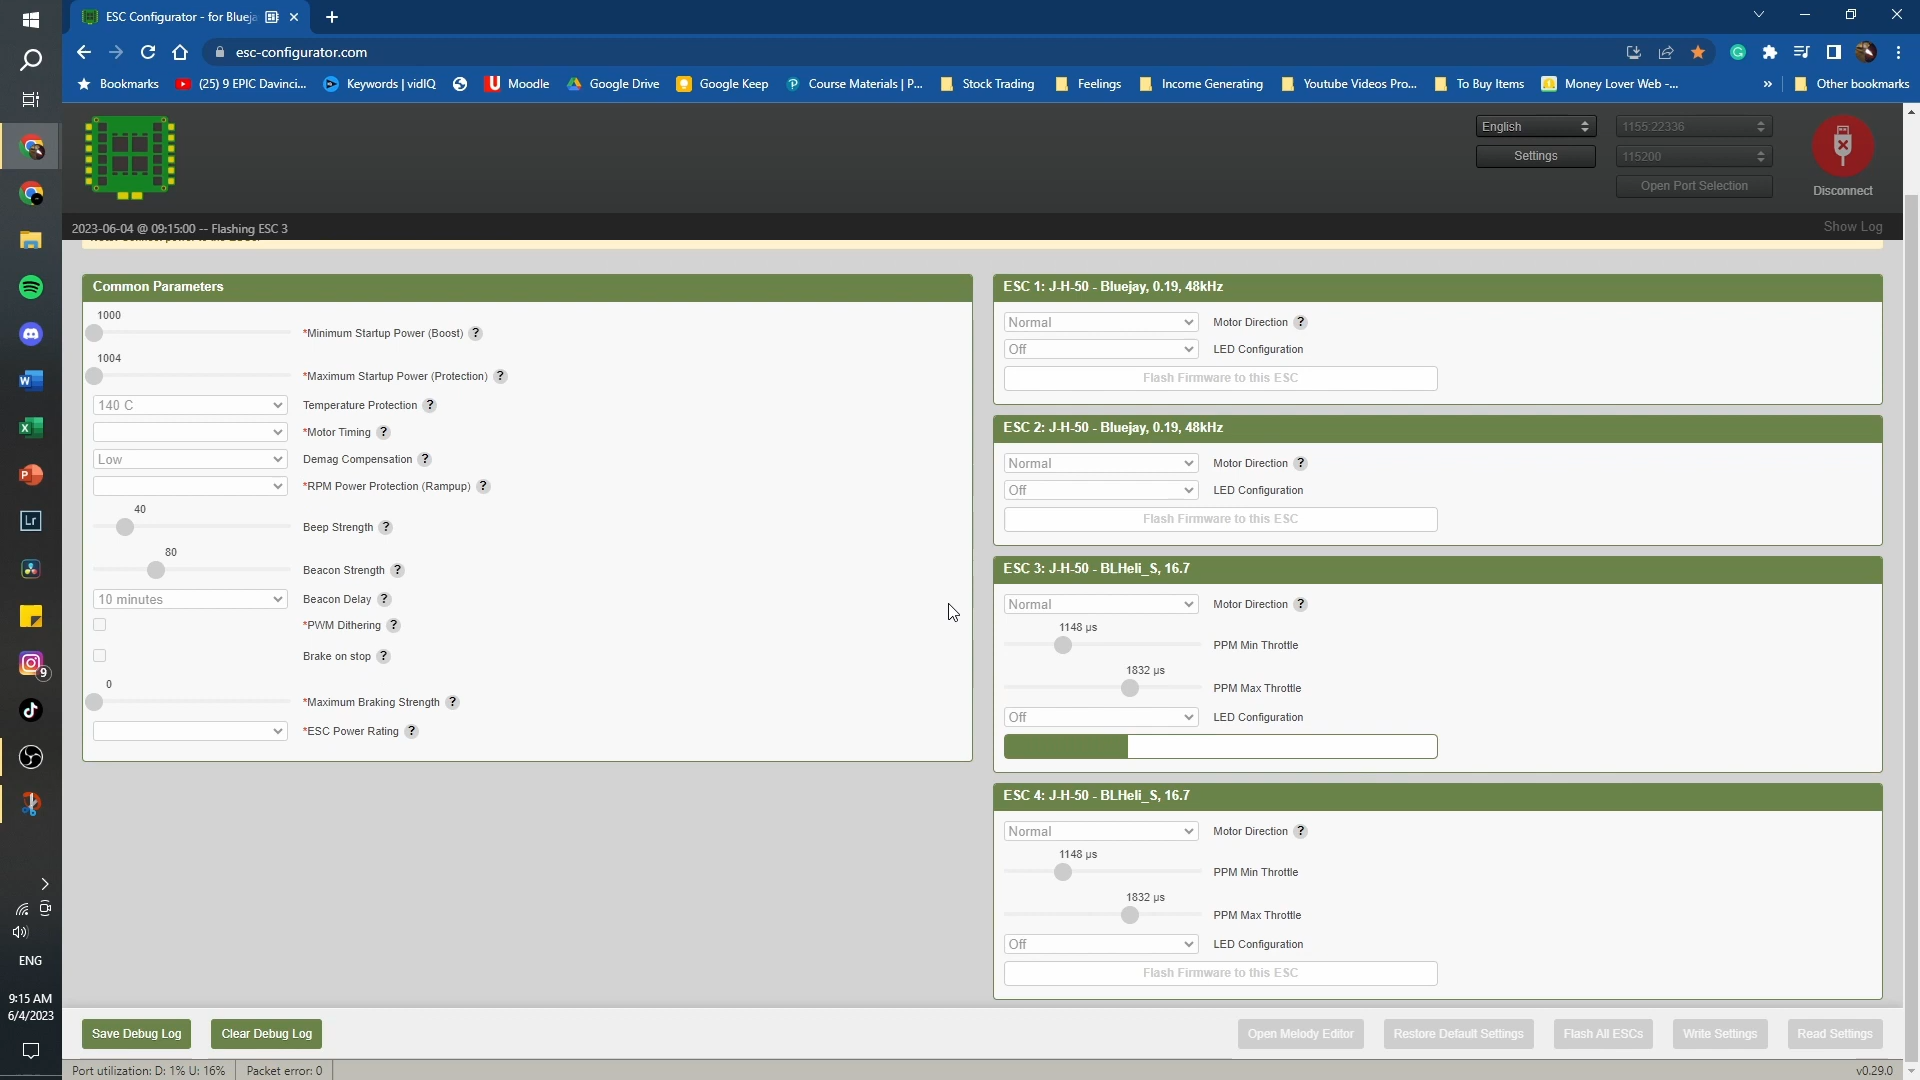 ESC Configurator - for Blueja
esc-configurator.com
Bookmarks
(25) 9 EPIC Davinci...
Keywords | vidIQ
Moodle
Google Drive
Google Keep
Course Materials | P...
Stock Trading
Feelings
Income Generating
Youtube Videos Pro...
To Buy Items
Money Lover Web -...
»
Other bookmarks
English
1155:22336
Settings
115200
Open Port Selection
Disconnect
2023-06-04 @ 09:15:00 -- Flashing ESC 3
Show Log
Common Parameters
1000
*Minimum Startup Power (Boost) ?
1004
*Maximum Startup Power (Protection) ?
140 C
Temperature Protection ?
*Motor Timing ?
Low
Demag Compensation ?
*RPM Power Protection (Rampup) ?
40
Beep Strength ?
80
Beacon Strength ?
10 minutes
Beacon Delay ?
*PWM Dithering ?
Brake on stop ?
0
*Maximum Braking Strength ?
*ESC Power Rating ?
ESC 1: J-H-50 - Bluejay, 0.19, 48kHz
Normal
Motor Direction ?
Off
LED Configuration
Flash Firmware to this ESC
ESC 2: J-H-50 - Bluejay, 0.19, 48kHz
Normal
Motor Direction ?
Off
LED Configuration
Flash Firmware to this ESC
ESC 3: J-H-50 - BLHeli_S, 16.7
Normal
Motor Direction ?
1148 µs
PPM Min Throttle
1832 µs
PPM Max Throttle
Off
LED Configuration
ESC 4: J-H-50 - BLHeli_S, 16.7
Normal
Motor Direction ?
1148 µs
PPM Min Throttle
1832 µs
PPM Max Throttle
Off
LED Configuration
Flash Firmware to this ESC
Save Debug Log
Clear Debug Log
Open Melody Editor
Restore Default Settings
Flash All ESCs
Write Settings
Read Settings
Port utilization: D: 1% U: 16%
Packet error: 0
v0.29.0
W
X
P
Lr
9
ENG
9:15 AM
6/4/2023